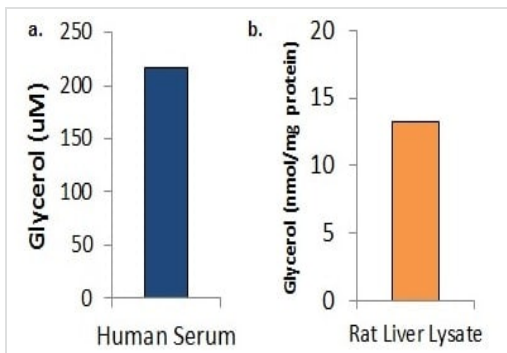 a.
Glycerol (uM)
250
200
150
100
50
0
Human Serum
b.
Glycerol (nmol/mg protein)
20
15
10
5
0
Rat Liver Lysate